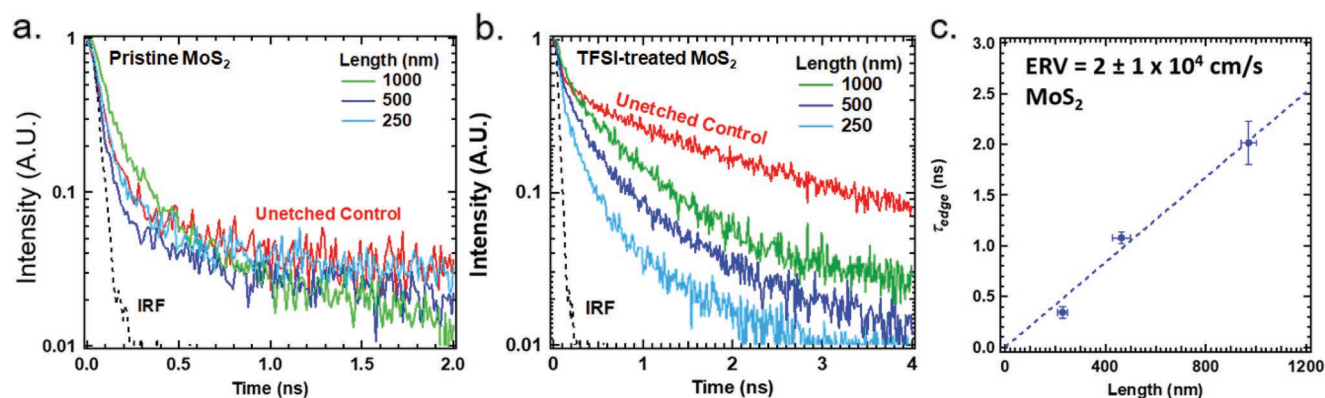 a.
Pristine MoS₂
Length (nm)
1000
500
250
Unetched Control
IRF
Intensity (A.U.)
1
0.1
0.01
0.0 0.5 1.0 1.5 2.0
Time (ns)
b.
TFSI-treated MoS₂
Length (nm)
1000
500
250
Unetched Control
IRF
Intensity (A.U.)
1
0.1
0.01
0 1 2 3 4
Time (ns)
c.
ERV = 2 ± 1 x 10⁴ cm/s
MoS₂
τedge (ns)
3.0
2.5
2.0
1.5
1.0
0.5
0.0
0 400 800 1200
Length (nm)